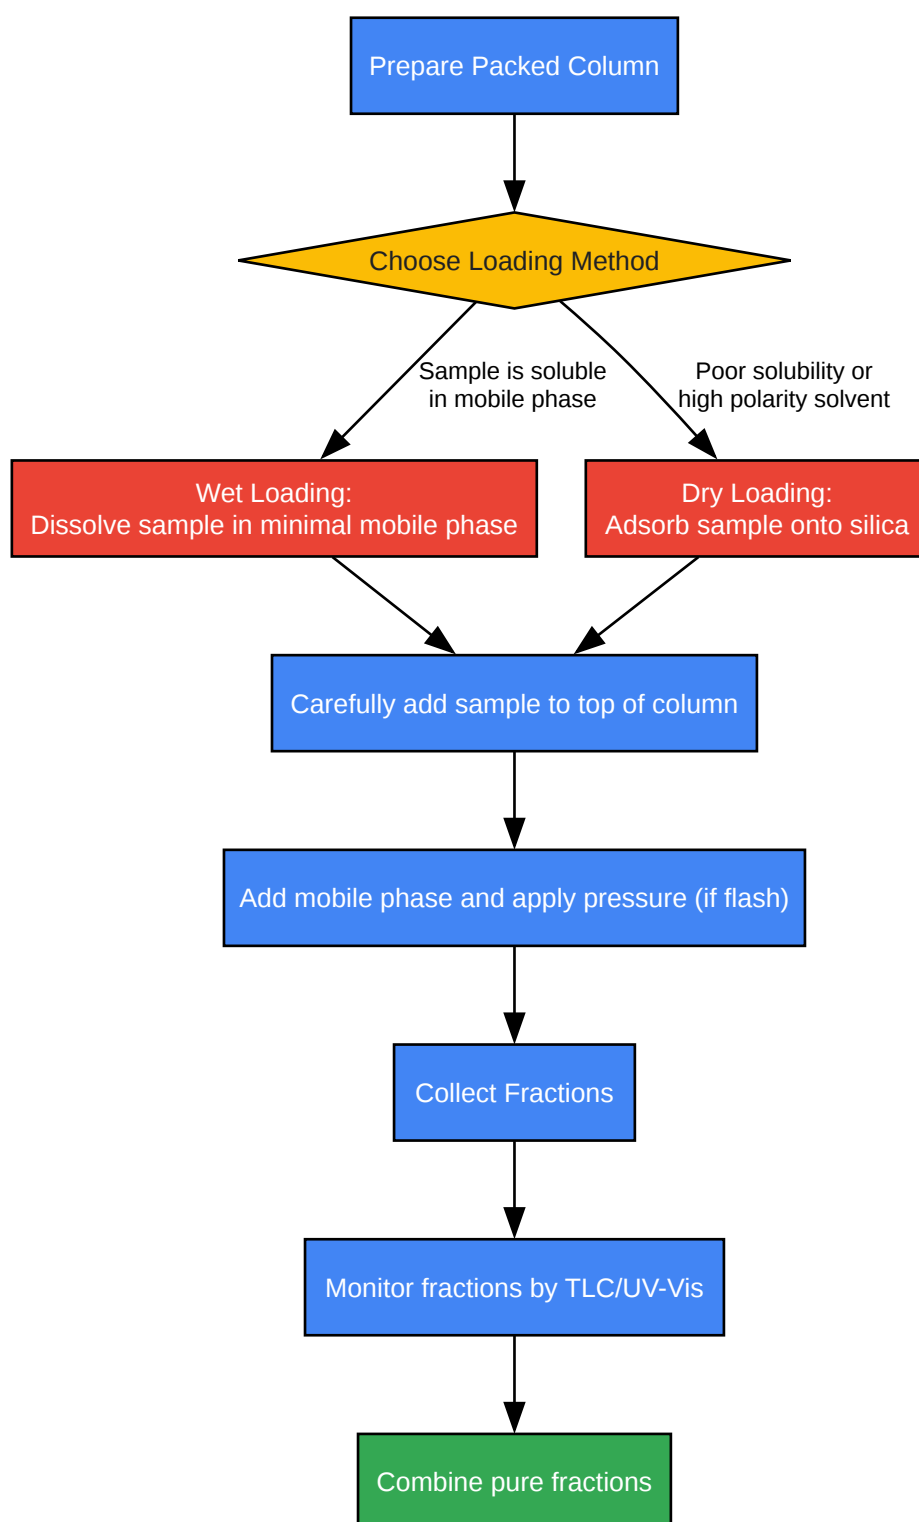 Prepare Packed Column
Choose Loading Method
Sample is soluble
in mobile phase
Poor solubility or
high polarity solvent
Wet Loading:
Dissolve sample in minimal mobile phase
Dry Loading:
Adsorb sample onto silica
Carefully add sample to top of column
Add mobile phase and apply pressure (if flash)
Collect Fractions
Monitor fractions by TLC/UV-Vis
Combine pure fractions